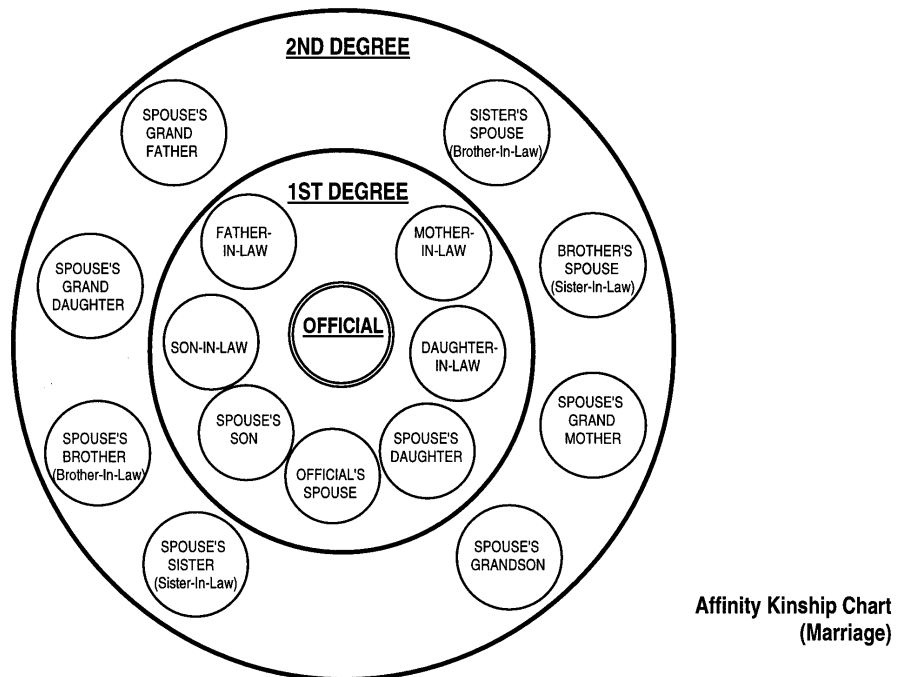 2ND DEGREE
SPOUSE'S
GRAND
FATHER
SISTER'S
SPOUSE
(Brother-In-Law)
1ST DEGREE
FATHER-
IN-LAW
MOTHER-
IN-LAW
SPOUSE'S
GRAND
DAUGHTER
BROTHER'S
SPOUSE
(Sister-In-Law)
OFFICIAL
SON-IN-LAW
DAUGHTER-
IN-LAW
SPOUSE'S
SON
SPOUSE'S
DAUGHTER
OFFICIAL'S
SPOUSE
SPOUSE'S
GRAND
MOTHER
SPOUSE'S
BROTHER
(Brother-In-Law)
SPOUSE'S
SISTER
(Sister-In-Law)
SPOUSE'S
GRANDSON
Affinity Kinship Chart
(Marriage)